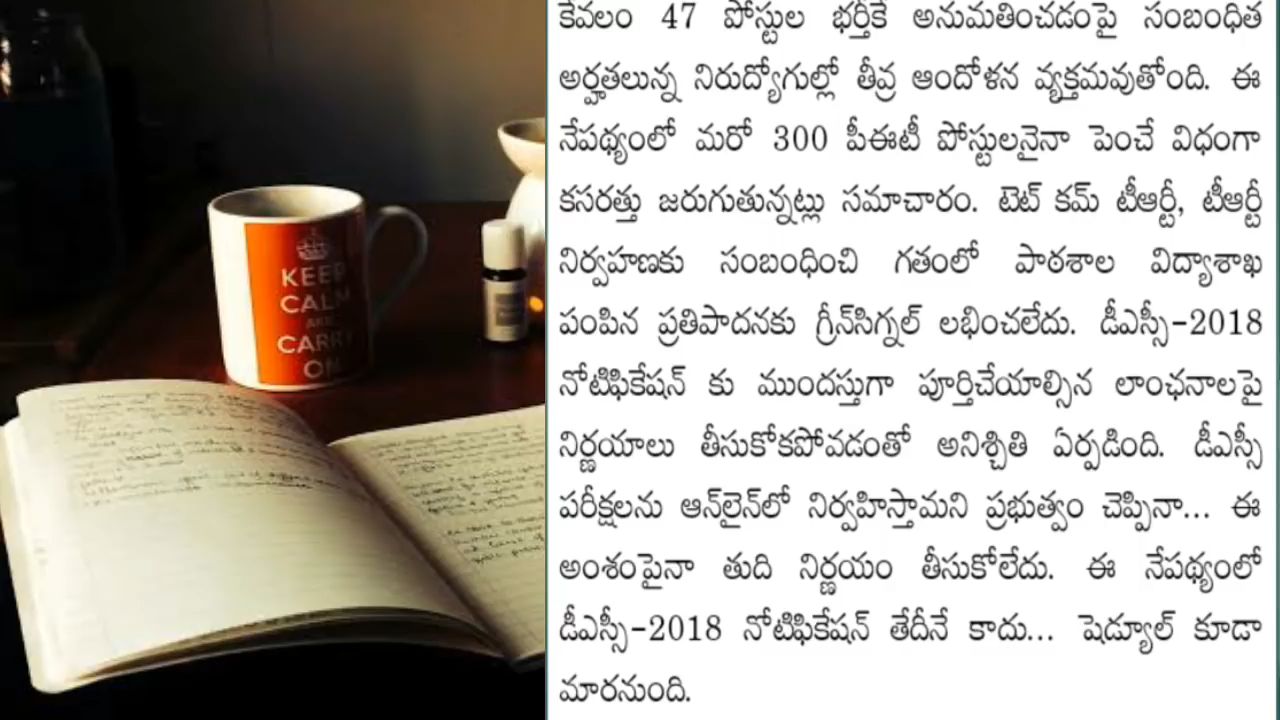 KEEP
CALM
AND
CARRY
ON
కేవలం 47 పోస్టుల భర్తీకే అనుమతించడంపై సంబంధిత
అర్హతలున్న నిరుద్యోగుల్లో తీవ్ర ఆందోళన వ్యక్తమవుతోంది. ఈ
నేపథ్యంలో మరో 300 పీఈటీ పోస్టులనైనా పెంచే విధంగా
కసరత్తు జరుగుతున్నట్లు సమాచారం. టెట్ కమ్ టీఆర్టీ, టీఆర్టీ
నిర్వహణకు సంబంధించి గతంలో పాఠశాల విద్యాశాఖ
పంపిన ప్రతిపాదనకు గ్రీన్‌సిగ్నల్ లభించలేదు. డీఎస్సీ-2018
నోటిఫికేషన్ కు ముందస్తుగా పూర్తిచేయాల్సిన లాంఛనాలపై
నిర్ణయాలు తీసుకోకపోవడంతో అనిశ్చితి ఏర్పడింది. డీఎస్సీ
పరీక్షలను ఆన్‌లైన్‌లో నిర్వహిస్తామని ప్రభుత్వం చెప్పినా... ఈ
అంశంపైనా తుది నిర్ణయం తీసుకోలేదు. ఈ నేపథ్యంలో
డీఎస్సీ-2018 నోటిఫికేషన్ తేదీనే కాదు... షెడ్యూల్ కూడా
మారనుంది.